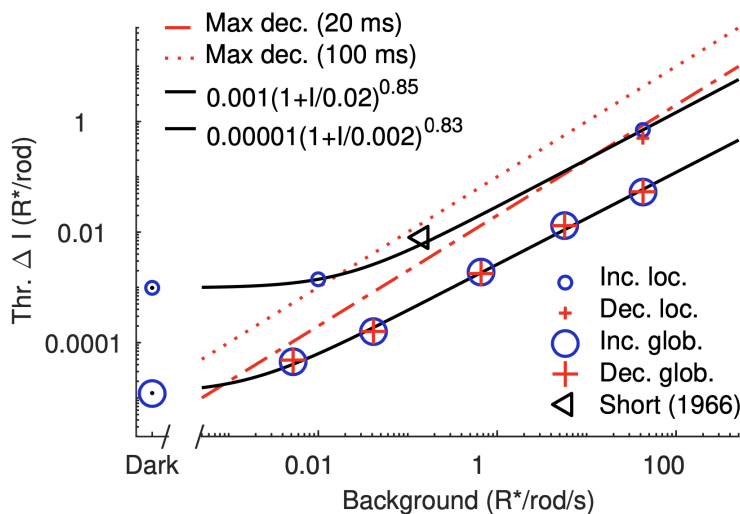 Max dec. (20 ms)
Max dec. (100 ms)
0.001(1+I/0.02)^0.85
0.00001(1+I/0.002)^0.83
Thr. Δ I (R*/rod)
1
0.01
0.0001
Inc. loc.
Dec. loc.
Inc. glob.
Dec. glob.
Short (1966)
Dark 0.01 1 100
Background (R*/rod/s)